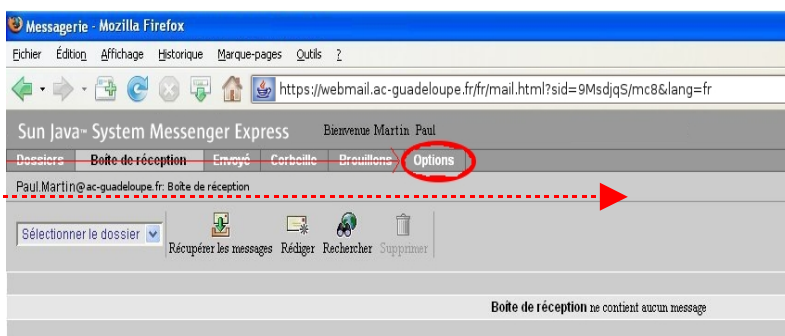 Messagerie - Mozilla Firefox
Fichier Édition Affichage Historique Marque-pages Outils ?
https://webmail.ac-guadeloupe.fr/fr/mail.html?sid=9MsdjqS/mc8&lang=fr
Sun Java™ System Messenger Express Bienvenue Martin Paul
Dossiers Boîte de réception Envoyé Corbeille Brouillons Options
Paul.Martin@ac-guadeloupe.fr: Boîte de réception
Sélectionner le dossier
Récupérer les messages Rédiger Rechercher Supprimer
Boîte de réception ne contient aucun message